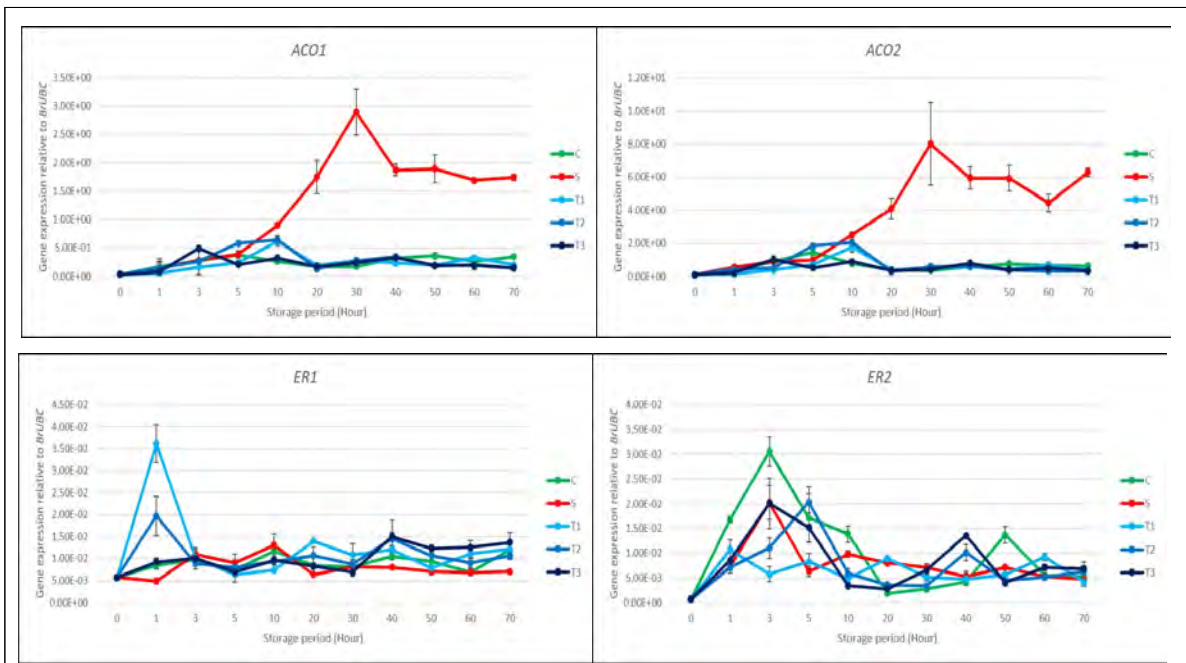 ACO1
Gene expression relative to BrUBC
3.50E+00
3.00E+00
2.50E+00
2.00E+00
1.50E+00
1.00E+00
5.00E-01
0.00E+00
0 1 3 5 10 20 30 40 50 60 70
Storage period (Hour)
C
S
T1
T2
T3
ACO2
Gene expression relative to BrUBC
1.20E+01
1.00E+01
8.00E+00
6.00E+00
4.00E+00
2.00E+00
0.00E+00
0 1 3 5 10 20 30 40 50 60 70
Storage period (Hour)
C
S
T1
T2
T3
ER1
Gene expression relative to BrUBC
4.50E-02
4.00E-02
3.50E-02
3.00E-02
2.50E-02
2.00E-02
1.50E-02
1.00E-02
5.00E-03
0.00E+00
0 1 3 5 10 20 30 40 50 60 70
Storage period (Hour)
C
S
T1
T2
T3
ER2
Gene expression relative to BrUBC
4.00E-02
3.50E-02
3.00E-02
2.50E-02
2.00E-02
1.50E-02
1.00E-02
5.00E-03
0.00E+00
0 1 3 5 10 20 30 40 50 60 70
Storage period (Hour)
C
S
T1
T2
T3